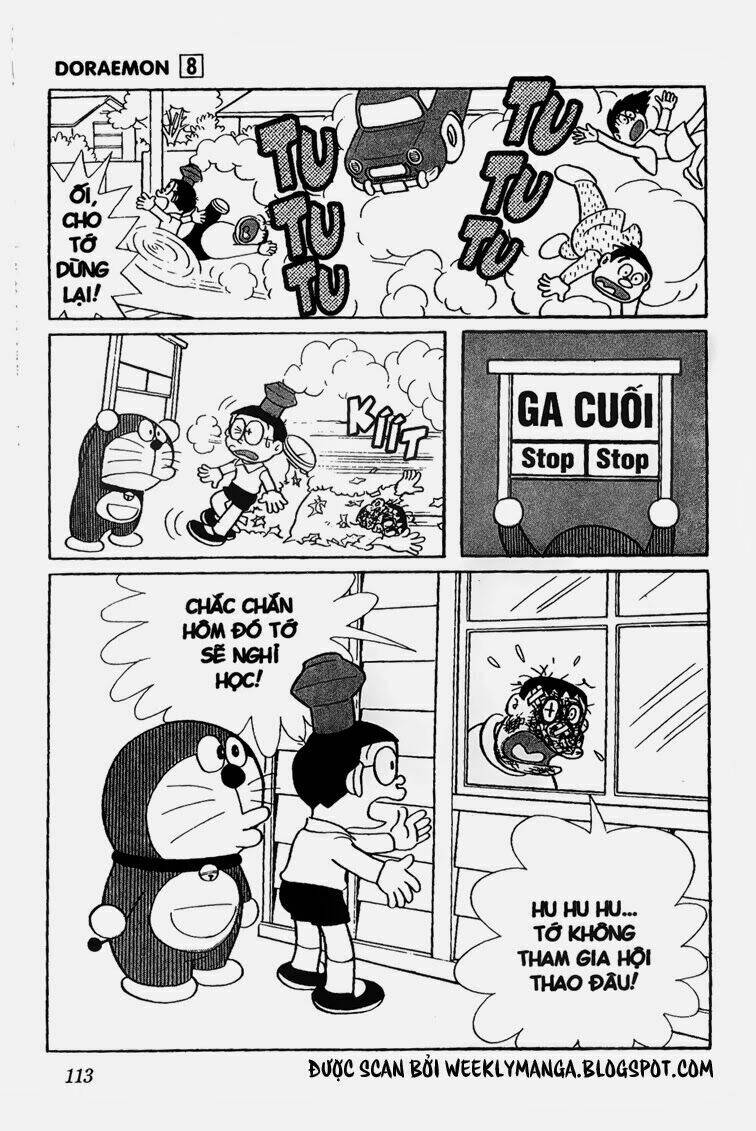 DORAEMON 8
ỐI,
CHO
TỚ
DỪNG
LẠI!
TU
TU
TU
TU
TU
TU
KÍÍÍT
GA CUỐI
Stop Stop
CHẮC CHẮN
HÔM ĐÓ TỚ
SẼ NGHỈ
HỌC!
HU HU HU...
TỚ KHÔNG
THAM GIA HỘI
THAO ĐÂU!
113
ĐƯỢC SCAN BỞI WEEKLYMANGA.BLOGSPOT.COM